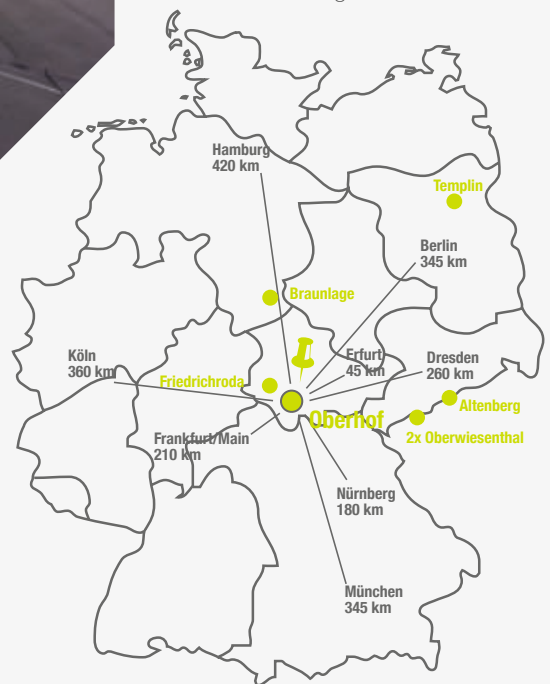 Hamburg
420 km
Templin
Berlin
345 km
Braunlage
Köln
360 km
Friedrichroda
Erfurt
45 km
Dresden
260 km
Oberhof
Altenberg
2x Oberwiesenthal
Frankfurt/Main
210 km
Nürnberg
180 km
München
345 km